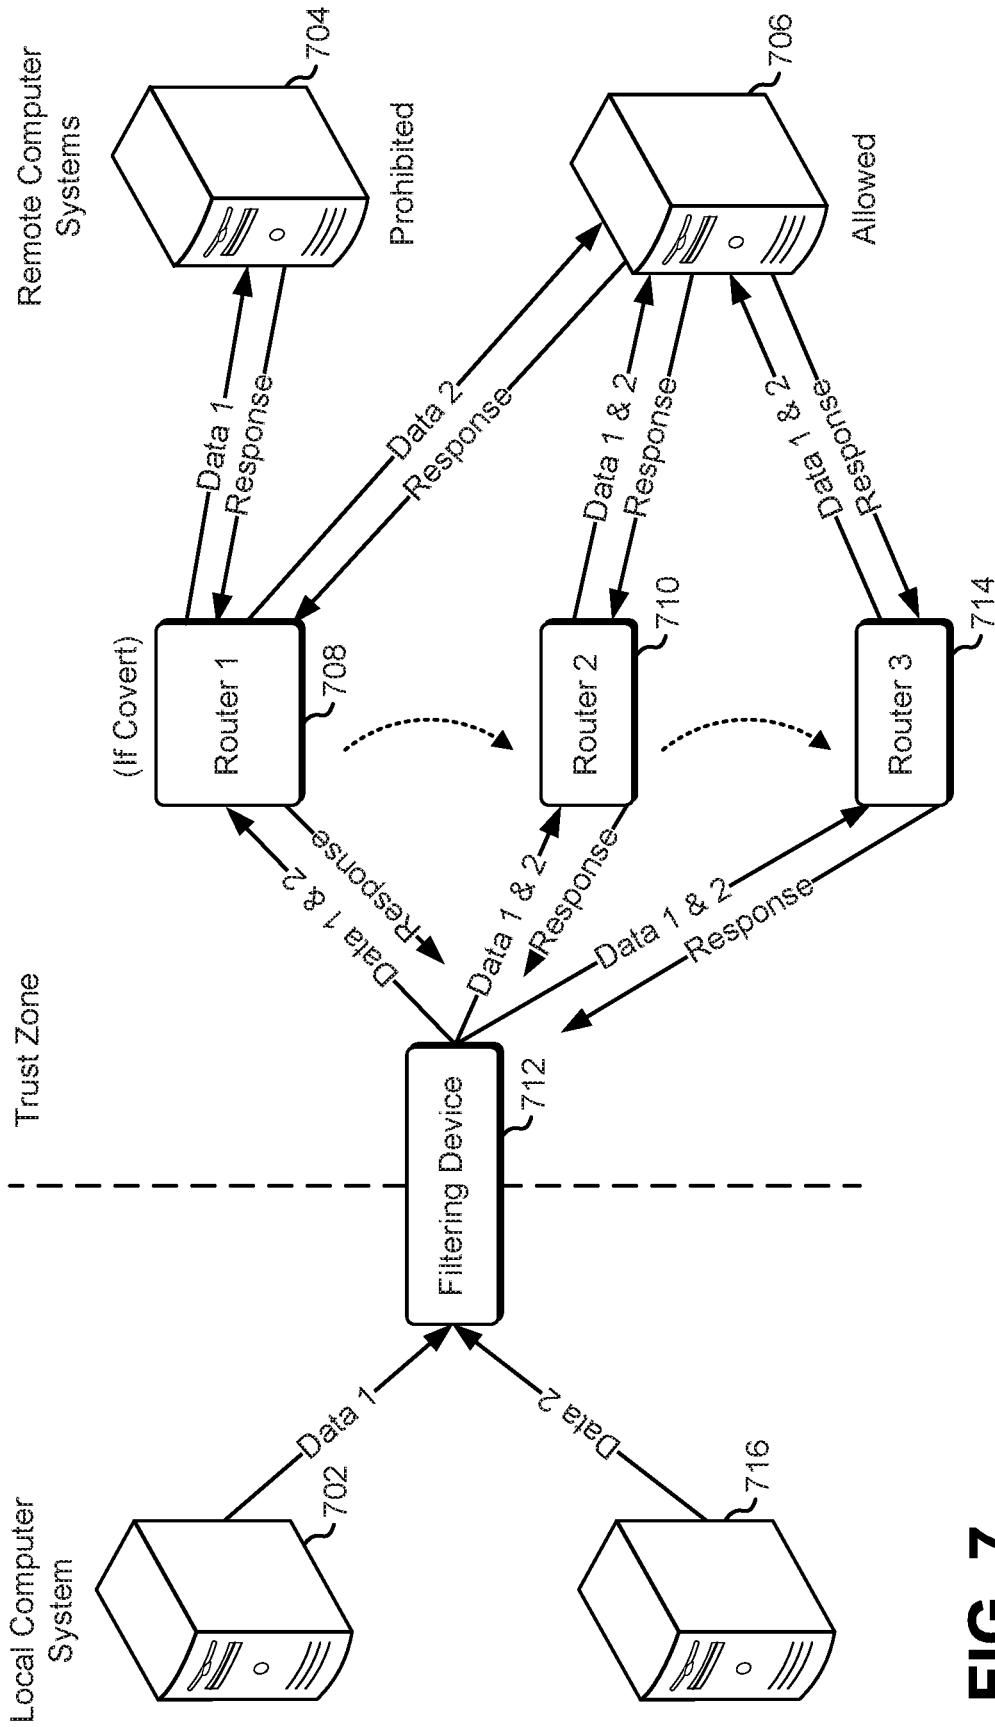 Local Computer
System
Trust Zone
Remote Computer
Systems
702
Data 1
716
Data 2
Filtering Device
712
Data 1 & 2
Response
Data 1 & 2
Response
Data 1 & 2
Response
(If Covert)
Router 1
708
Router 2
710
Router 3
714
Data 1
Response
Data 2
Response
Data 1 & 2
Response
Data 1 & 2
Response
704
Prohibited
706
Allowed
FIG. 7